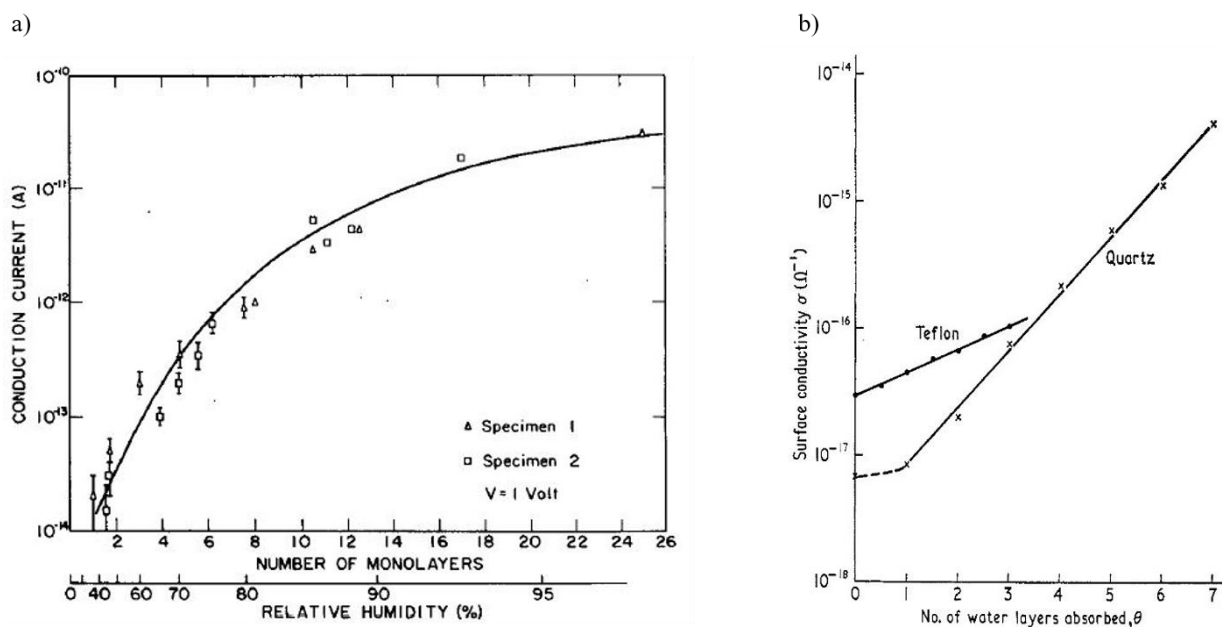 a)
10⁻¹⁰
10⁻¹¹
10⁻¹²
10⁻¹³
10⁻¹⁴
CONDUCTION CURRENT (A)
△ Specimen 1
□ Specimen 2
V = 1 Volt
2 4 6 8 10 12 14 16 18 20 22 24 26
NUMBER OF MONOLAYERS
0 40 60 70 80 90 95
RELATIVE HUMIDITY (%)
b)
10⁻¹⁴
10⁻¹⁵
10⁻¹⁶
10⁻¹⁷
10⁻¹⁸
Surface conductivity σ (Ω⁻¹)
Teflon
Quartz
0 1 2 3 4 5 6 7
No. of water layers absorbed, θ